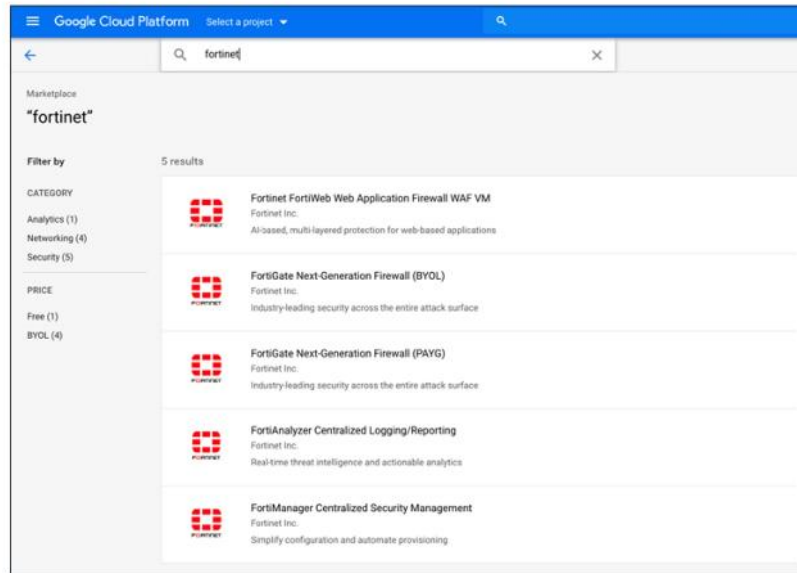 Google Cloud Platform Select a project
fortinet
Marketplace
"fortinet"
Filter by
5 results
CATEGORY
Analytics (1)
Networking (4)
Security (5)
PRICE
Free (1)
BYOL (4)
FORTINET
Fortinet FortiWeb Web Application Firewall WAF VM
Fortinet Inc.
AI-based, multi-layered protection for web-based applications
FORTINET
FortiGate Next-Generation Firewall (BYOL)
Fortinet Inc.
Industry-leading security across the entire attack surface
FORTINET
FortiGate Next-Generation Firewall (PAYG)
Fortinet Inc.
Industry-leading security across the entire attack surface
FORTINET
FortiAnalyzer Centralized Logging/Reporting
Fortinet Inc.
Real-time threat intelligence and actionable analytics
FORTINET
FortiManager Centralized Security Management
Fortinet Inc.
Simplify configuration and automate provisioning